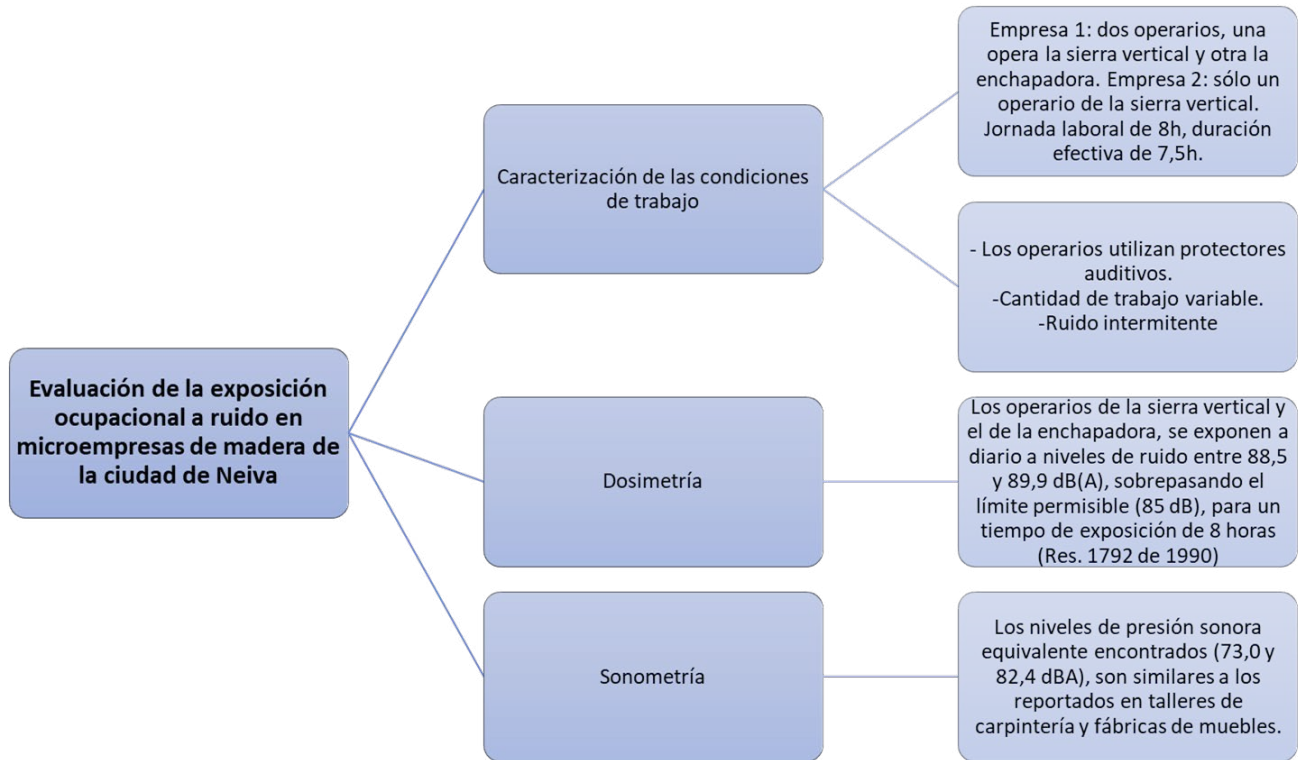 Evaluación de la exposición
ocupacional a ruido en
microempresas de madera de
la ciudad de Neiva
Caracterización de las condiciones
de trabajo
Empresa 1: dos operarios, una
opera la sierra vertical y otra la
enchapadora. Empresa 2: sólo un
operario de la sierra vertical.
Jornada laboral de 8h, duración
efectiva de 7,5h.
- Los operarios utilizan protectores
auditivos.
-Cantidad de trabajo variable.
-Ruido intermitente
Dosimetría
Los operarios de la sierra vertical y
el de la enchapadora, se exponen a
diario a niveles de ruido entre 88,5
y 89,9 dB(A), sobrepasando el
límite permisible (85 dB), para un
tiempo de exposición de 8 horas
(Res. 1792 de 1990)
Sonometría
Los niveles de presión sonora
equivalente encontrados (73,0 y
82,4 dBA), son similares a los
reportados en talleres de
carpintería y fábricas de muebles.